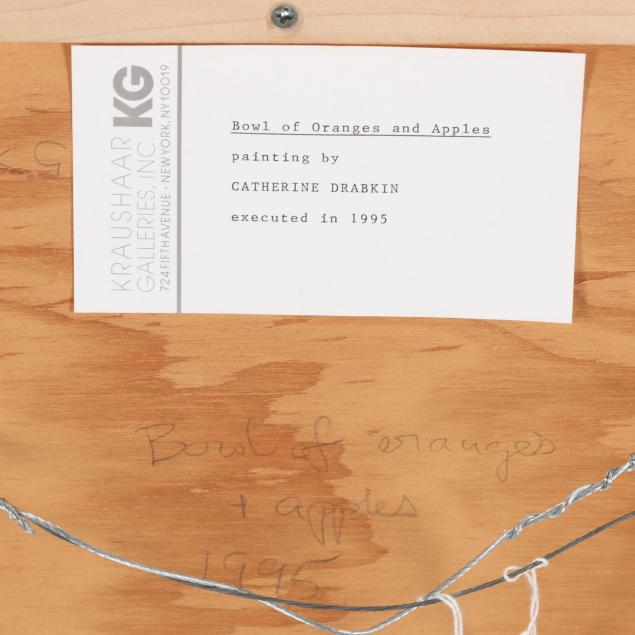 KG
KRAUSHAAR
GALLERIES, INC.
724 FIFTH AVENUE · NEW YORK, NY 10019
Bowl of Oranges and Apples
painting by
CATHERINE DRABKIN
executed in 1995
Bowl of oranges
+ apples
1995